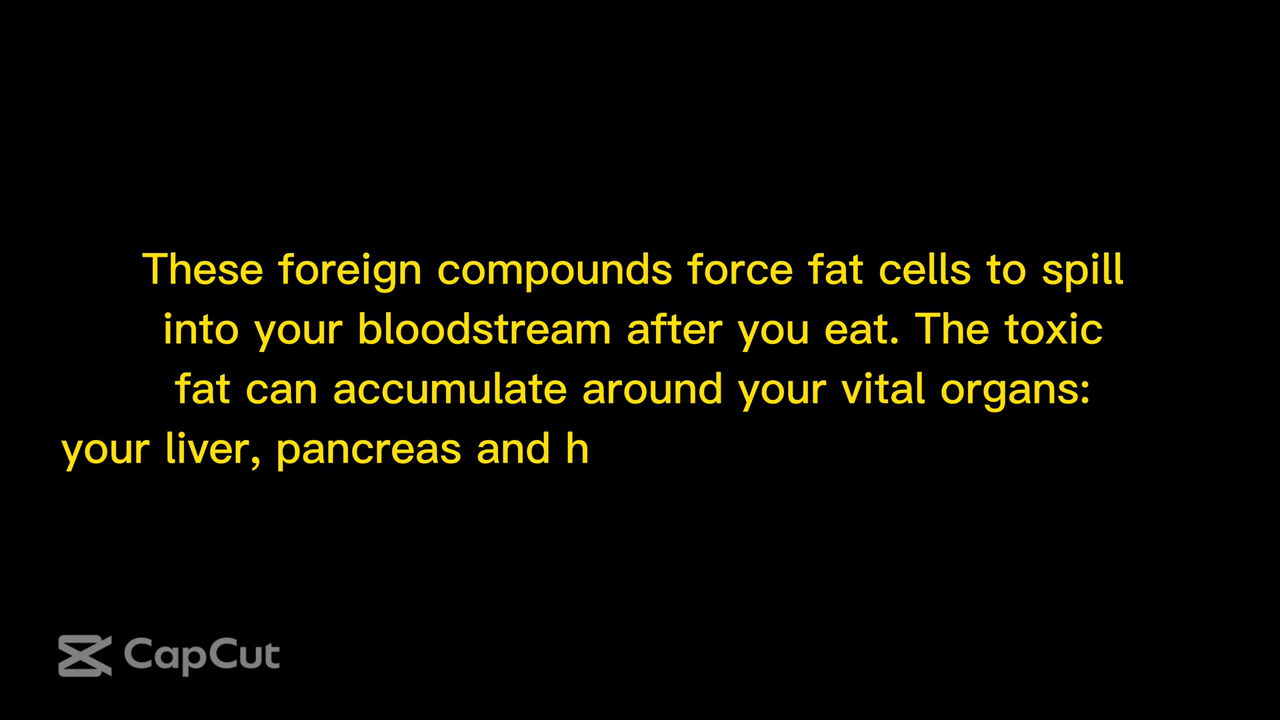 These foreign compounds force fat cells to spill
into your bloodstream after you eat. The toxic
fat can accumulate around your vital organs:
your liver, pancreas and h
CapCut